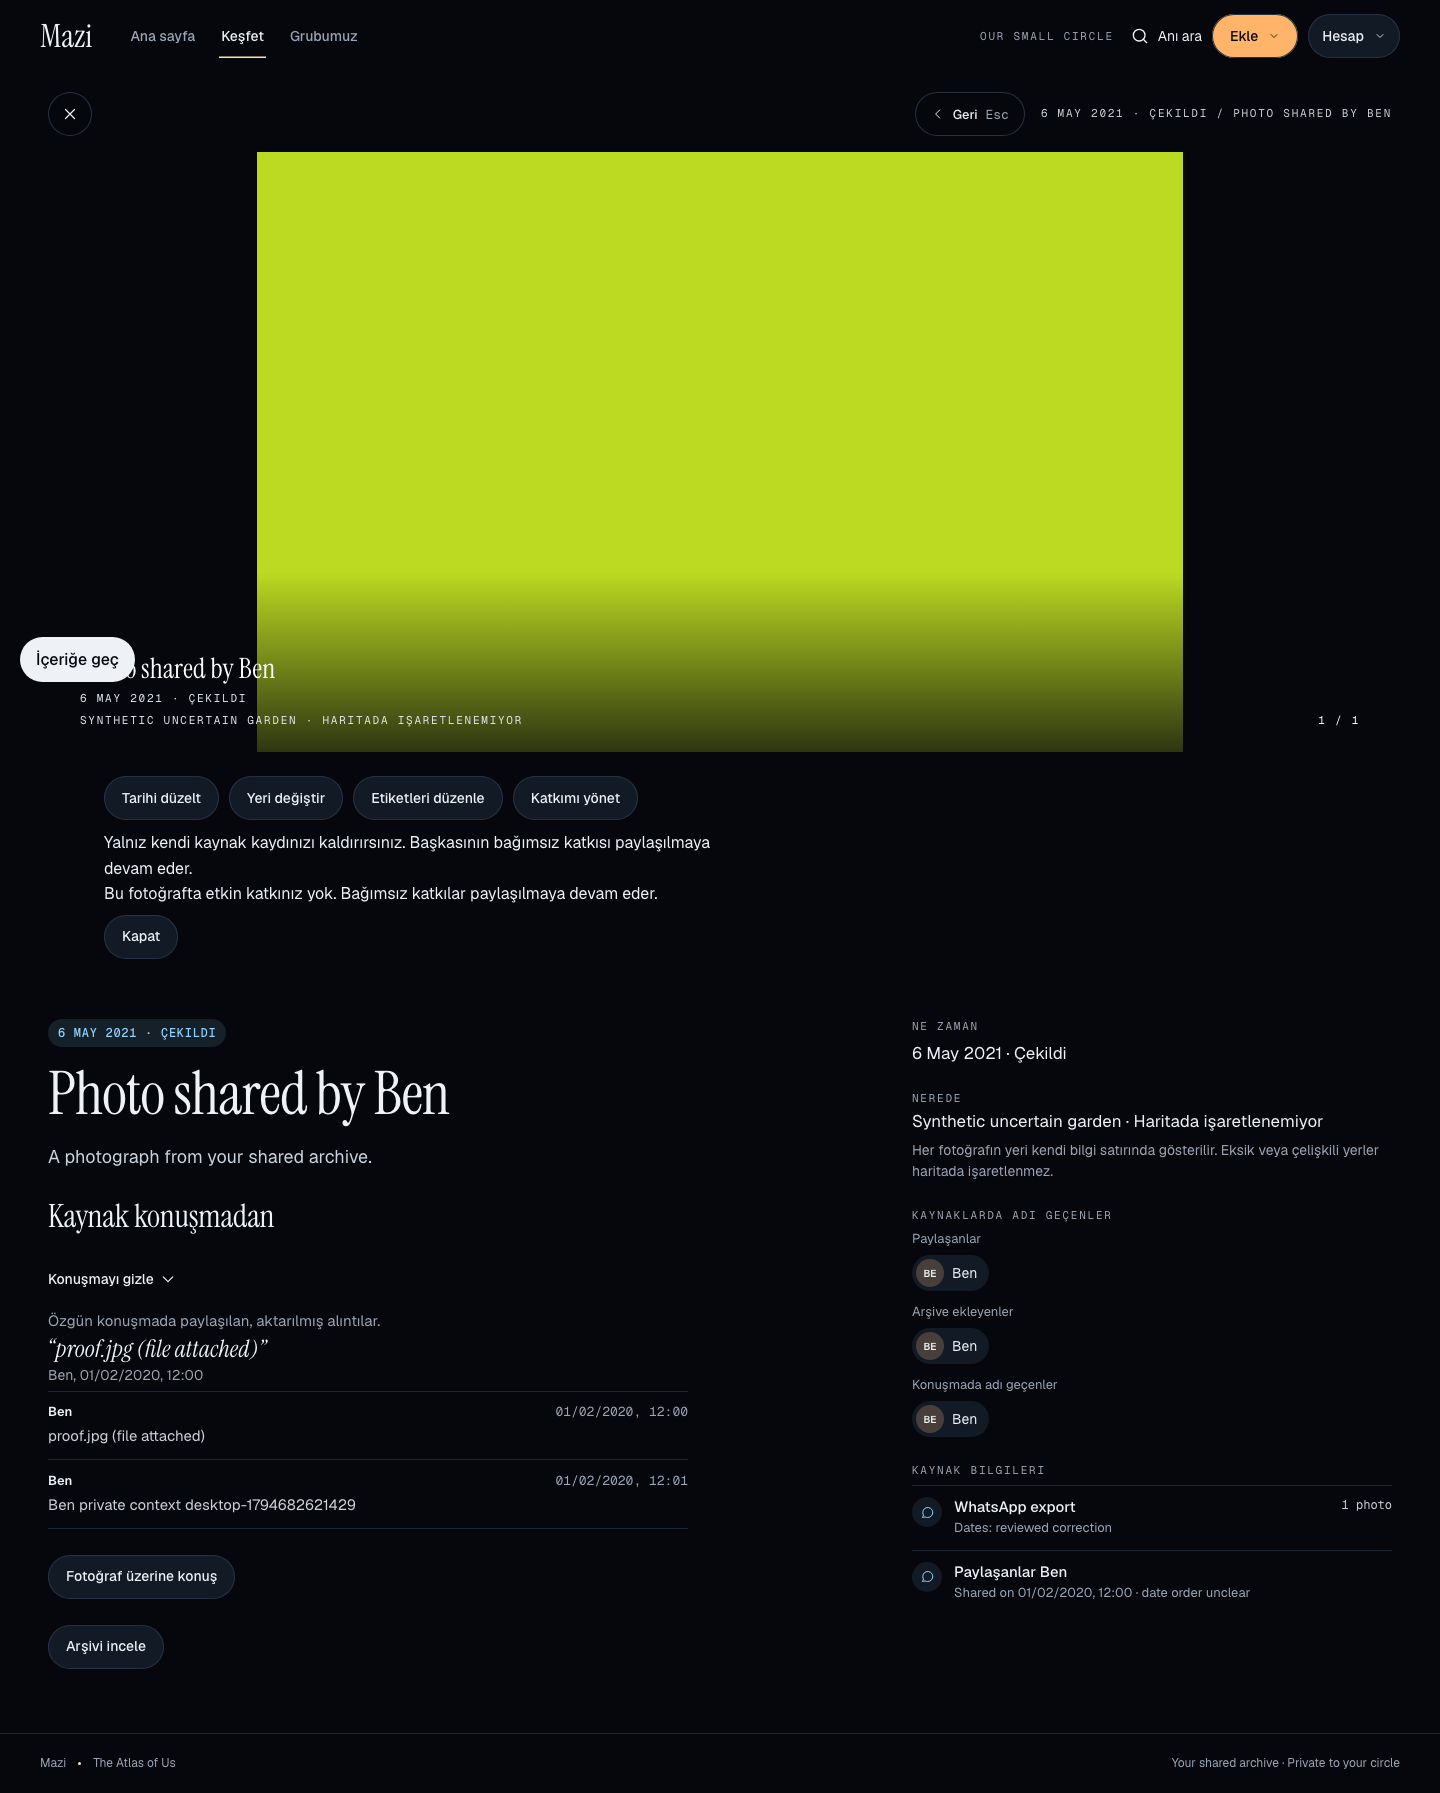 Mazi
Ana sayfa
Keşfet
Grubumuz
OUR SMALL CIRCLE
Anı ara
Ekle
Hesap
Geri Esc
6 MAY 2021 · ÇEKILDI / PHOTO SHARED BY BEN
İçeriğe geç
shared by Ben
6 MAY 2021 · ÇEKILDI
SYNTHETIC UNCERTAIN GARDEN · HARITADA IŞARETLENEMIYOR
1 / 1
Tarihi düzelt
Yeri değiştir
Etiketleri düzenle
Katkımı yönet
Yalnız kendi kaynak kaydınızı kaldırırsınız. Başkasının bağımsız katkısı paylaşılmaya
devam eder.
Bu fotoğrafta etkin katkınız yok. Bağımsız katkılar paylaşılmaya devam eder.
Kapat
6 MAY 2021 · ÇEKILDI
Photo shared by Ben
A photograph from your shared archive.
Kaynak konuşmadan
Konuşmayı gizle
Özgün konuşmada paylaşılan, aktarılmış alıntılar.
“proof.jpg (file attached)”
Ben, 01/02/2020, 12:00
Ben
01/02/2020, 12:00
proof.jpg (file attached)
Ben
01/02/2020, 12:01
Ben private context desktop-1794682621429
Fotoğraf üzerine konuş
Arşivi incele
NE ZAMAN
6 May 2021 · Çekildi
NEREDE
Synthetic uncertain garden · Haritada işaretlenemiyor
Her fotoğrafın yeri kendi bilgi satırında gösterilir. Eksik veya çelişkili yerler
haritada işaretlenmez.
KAYNAKLARDA ADI GEÇENLER
Paylaşanlar
BE Ben
Arşive ekleyenler
BE Ben
Konuşmada adı geçenler
BE Ben
KAYNAK BILGILERI
WhatsApp export
1 photo
Dates: reviewed correction
Paylaşanlar Ben
Shared on 01/02/2020, 12:00 · date order unclear
Mazi • The Atlas of Us
Your shared archive · Private to your circle